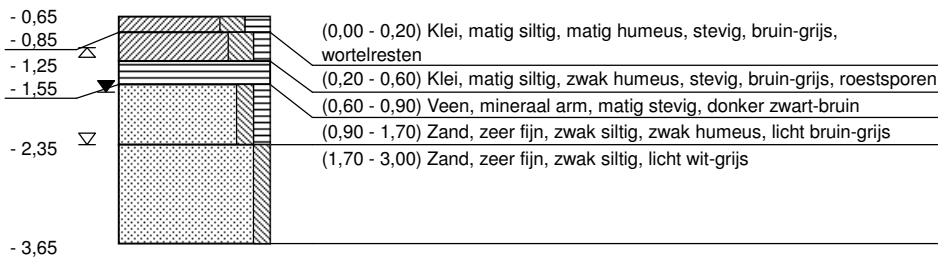 - 0,65
- 0,85
- 1,25
- 1,55
- 2,35
- 3,65
(0,00 - 0,20) Klei, matig siltig, matig humeus, stevig, bruin-grijs,
wortelresten
(0,20 - 0,60) Klei, matig siltig, zwak humeus, stevig, bruin-grijs, roestsporen
(0,60 - 0,90) Veen, mineraal arm, matig stevig, donker zwart-bruin
(0,90 - 1,70) Zand, zeer fijn, zwak siltig, zwak humeus, licht bruin-grijs
(1,70 - 3,00) Zand, zeer fijn, zwak siltig, licht wit-grijs